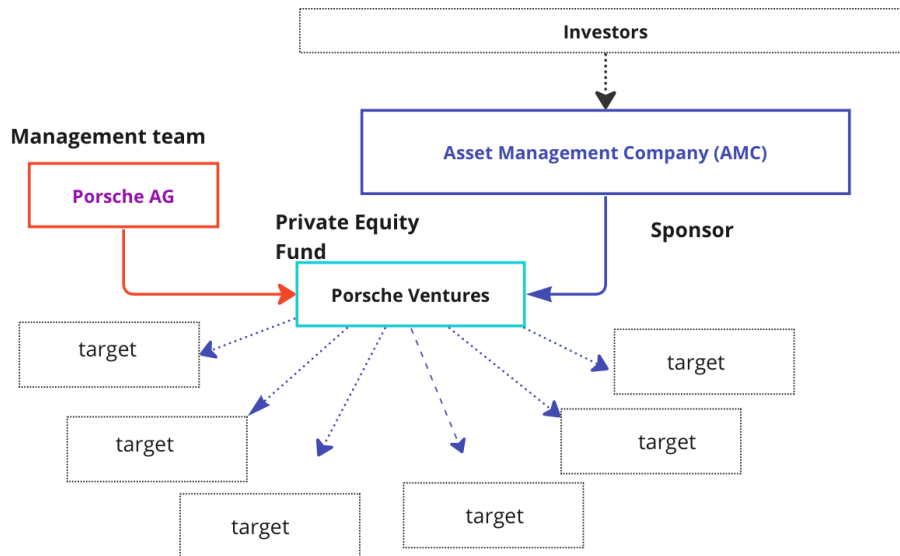 Investors
Management team
Asset Management Company (AMC)
Porsche AG
Private Equity
Fund
Sponsor
Porsche Ventures
target
target
target
target
target
target